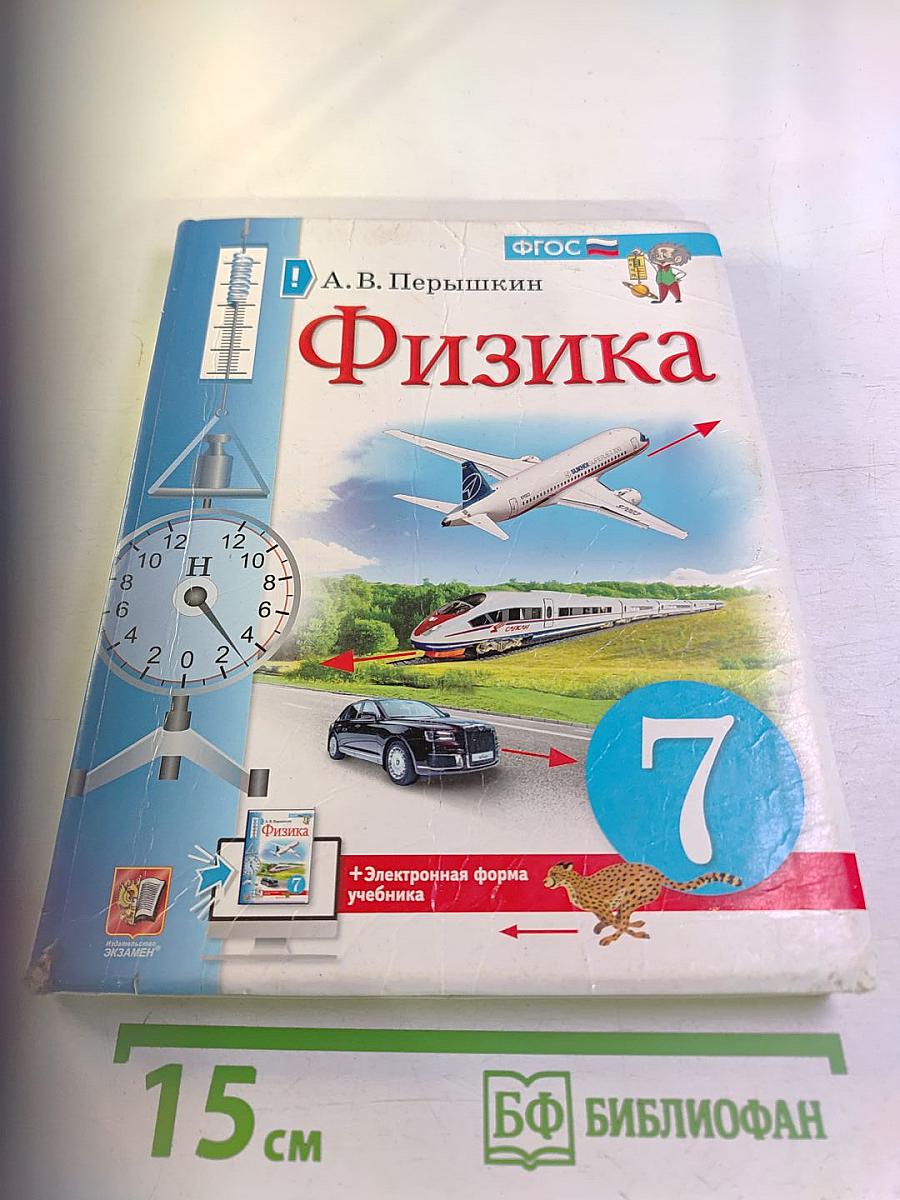 ФГОС
! А. В. Перышкин
Физика
САПСАН
12 12
10 10
Н
8 8
6 6
4 4
2 0 2
7
Физика
7
+Электронная форма
учебника
Издательство
ЭКЗАМЕН®
15 см
БФ БИБЛИОФАН